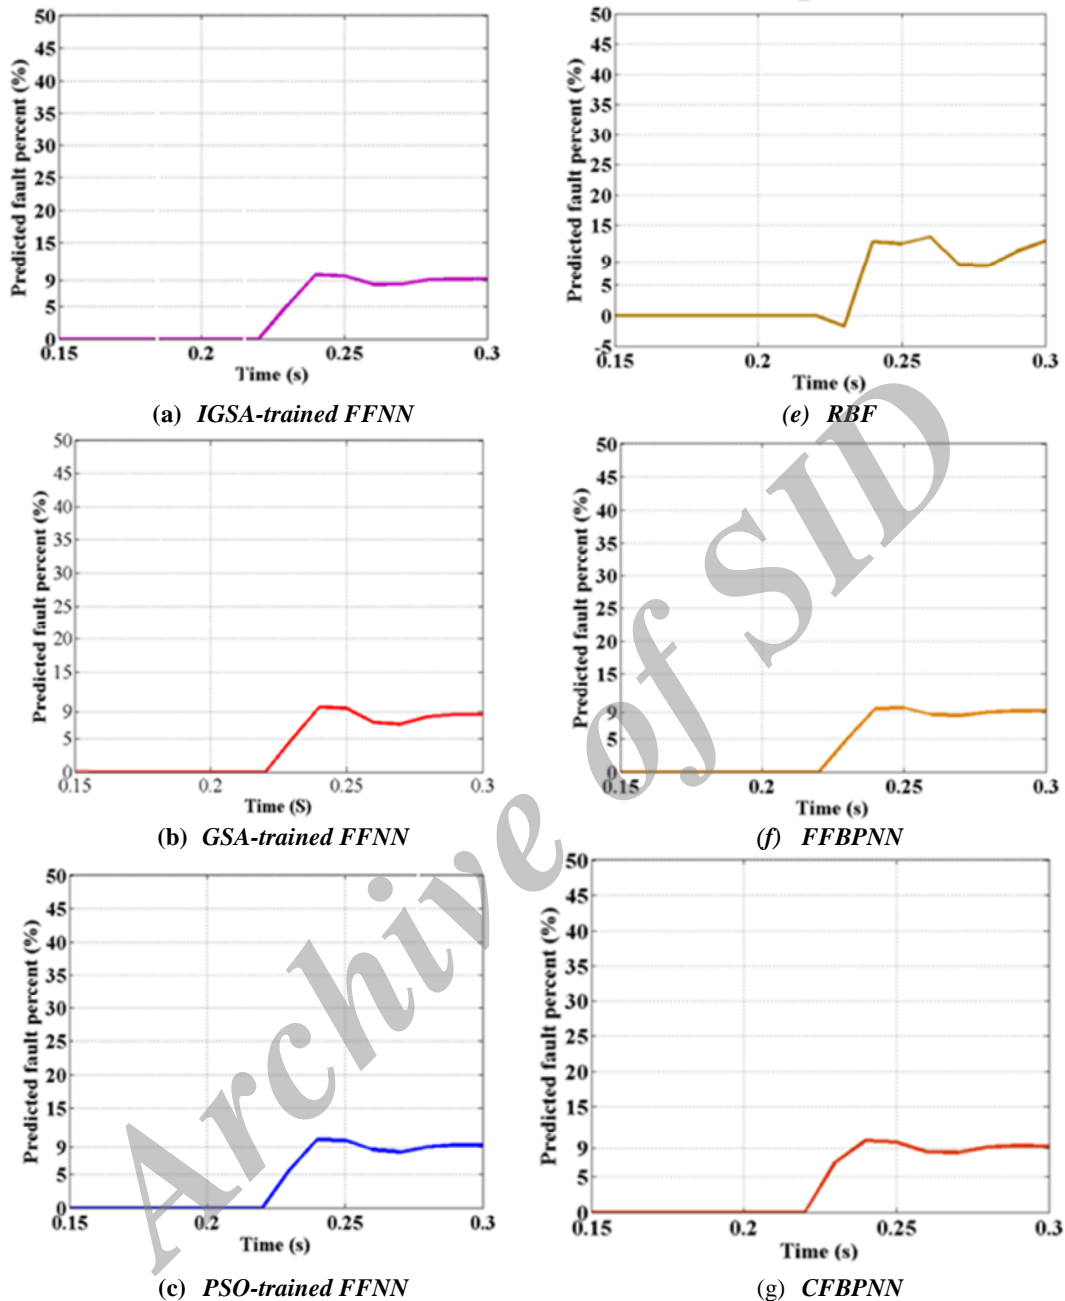 Predicted fault percent (%)
50
45
40
35
30
25
20
15
9
5
0
0.15 0.2 0.25 0.3
Time (s)
(a) IGSA-trained FFNN
Predicted fault percent (%)
50
45
40
35
30
25
20
15
9
5
0
-5
0.15 0.2 0.25 0.3
Time (s)
(e) RBF
Predicted fault percent (%)
50
45
40
35
30
25
20
15
9
5
0
0.15 0.2 0.25 0.3
Time (S)
(b) GSA-trained FFNN
Predicted fault percent (%)
50
45
40
35
30
25
20
15
9
5
0
0.15 0.2 0.25 0.3
Time (s)
(f) FFBPNN
Predicted fault percent (%)
50
45
40
35
30
25
20
15
9
5
0
0.15 0.2 0.25 0.3
Time (s)
(c) PSO-trained FFNN
Predicted fault percent (%)
50
45
40
35
30
25
20
15
9
5
0
0.15 0.2 0.25 0.3
Time (s)
(g) CFBPNN
Archive of SID